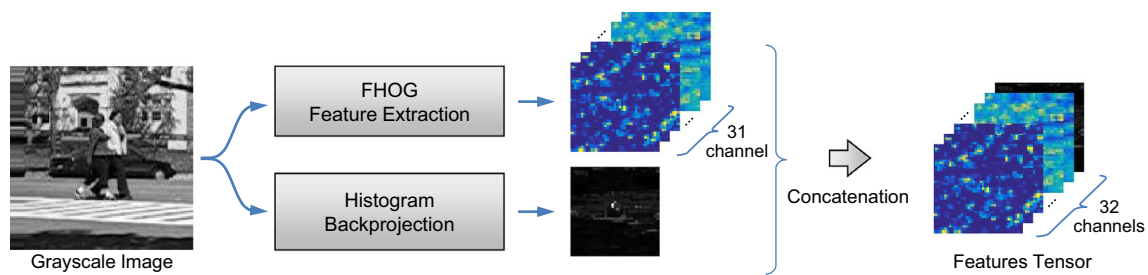 Grayscale Image
FHOG
Feature Extraction
Histogram
Backprojection
...
...
31
channel
Concatenation
...
...
32
channels
Features Tensor